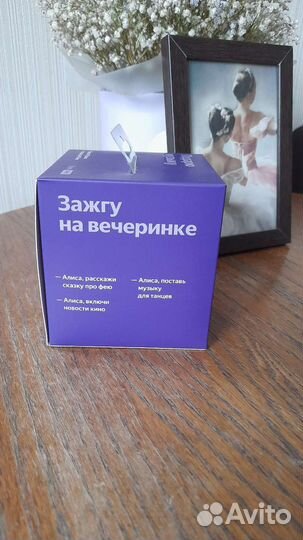 Зажгу
на вечеринке
— Алиса, расскажи
сказку про фею
— Алиса, включи
новости кино
— Алиса, поставь
музыку
для танцев
Avito